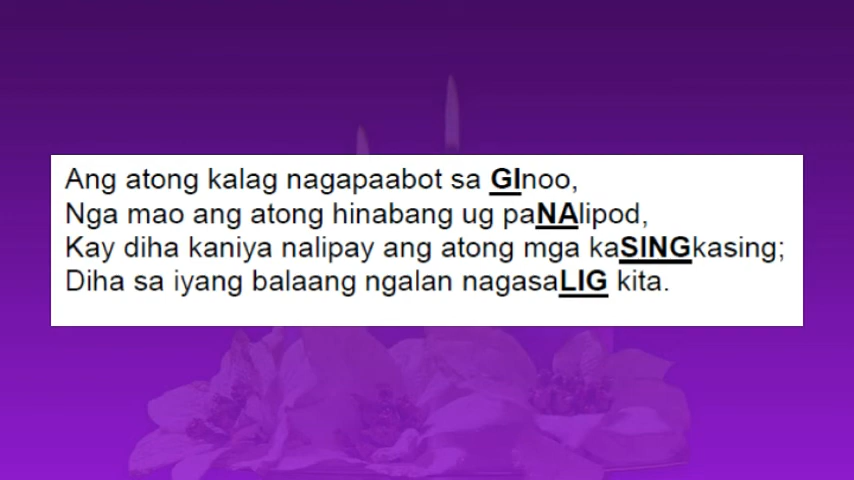 Ang atong kalag nagapaabot sa GInoo,
Nga mao ang atong hinabang ug paNAlipod,
Kay diha kaniya nalipay ang atong mga kaSINGkasing;
Diha sa iyang balaang ngalan nagasaLIG kita.